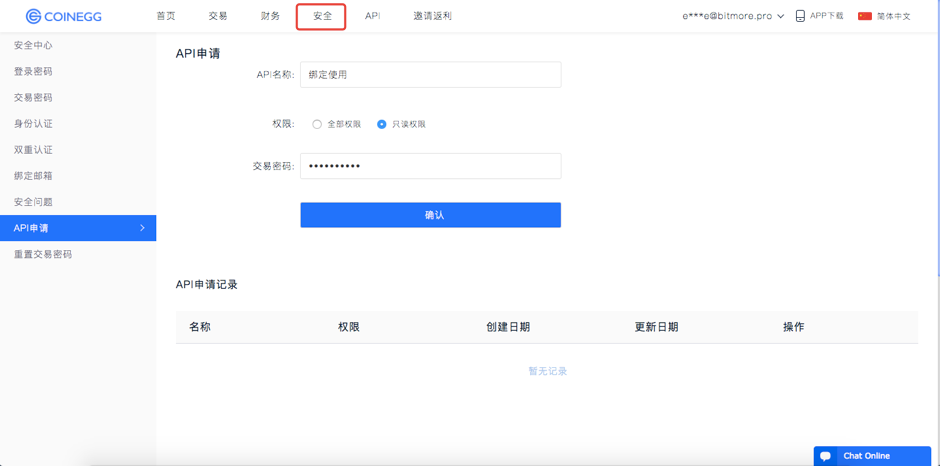 COINEGG 首页 交易 财务 安全 API 邀请返利 e***e@bitmore.pro APP下载 简体中文
安全中心
登录密码
交易密码
身份认证
双重认证
绑定邮箱
安全问题
API申请
重置交易密码
API申请
API名称: 绑定使用
权限: 全部权限 只读权限
交易密码: ••••••••••
确认
API申请记录
名称 权限 创建日期 更新日期 操作
暂无记录
Chat Online